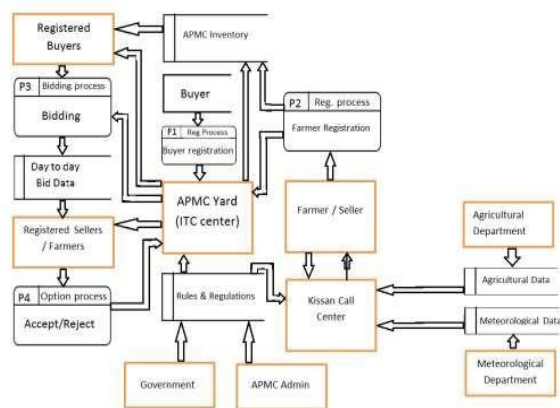 Registered
Buyers
APMC Inventory
P3 Bidding process
Bidding
Buyer
P2 Reg. process
Farmer Registration
P1 Reg Process
Buyer registration
Day to day
Bid Data
APMC Yard
(ITC center)
Farmer / Seller
Agricultural
Department
Registered Sellers
/ Farmers
Agricultural Data
P4 Option process
Accept/Reject
Rules & Regulations
Kissan Call
Center
Meteorological Data
Government
APMC Admin
Meteorological
Department